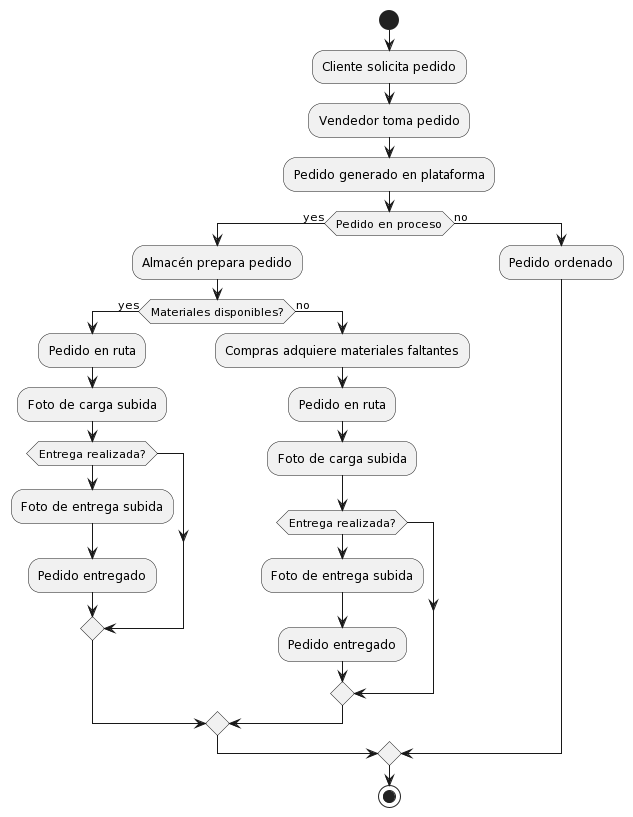 Cliente solicita pedido
Vendedor toma pedido
Pedido generado en plataforma
yes
Pedido en proceso
no
Almacén prepara pedido
Pedido ordenado
yes
Materiales disponibles?
no
Pedido en ruta
Compras adquiere materiales faltantes
Foto de carga subida
Pedido en ruta
Entrega realizada?
Foto de carga subida
Foto de entrega subida
Entrega realizada?
Pedido entregado
Foto de entrega subida
Pedido entregado